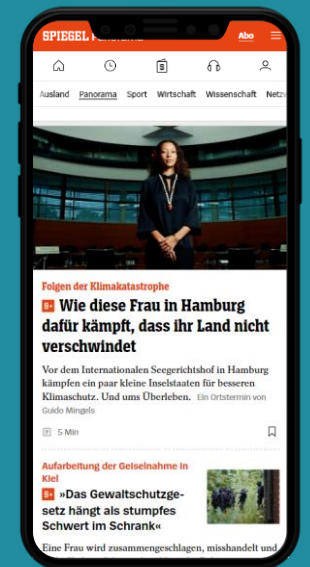 SPIEGEL Panorama
Abo
Ausland Panorama Sport Wirtschaft Wissenschaft Netzw
Folgen der Klimakatastrophe
S+ Wie diese Frau in Hamburg
dafür kämpft, dass ihr Land nicht
verschwindet
Vor dem Internationalen Seegerichtshof in Hamburg
kämpfen ein paar kleine Inselstaaten für besseren
Klimaschutz. Und ums Überleben. Ein Ortstermin von
Guido Mingels
5 Min
Aufarbeitung der Geiselnahme in
Kiel
S+ »Das Gewaltschutzge-
setz hängt als stumpfes
Schwert im Schrank«
Eine Frau wird zusammengeschlagen, misshandelt und